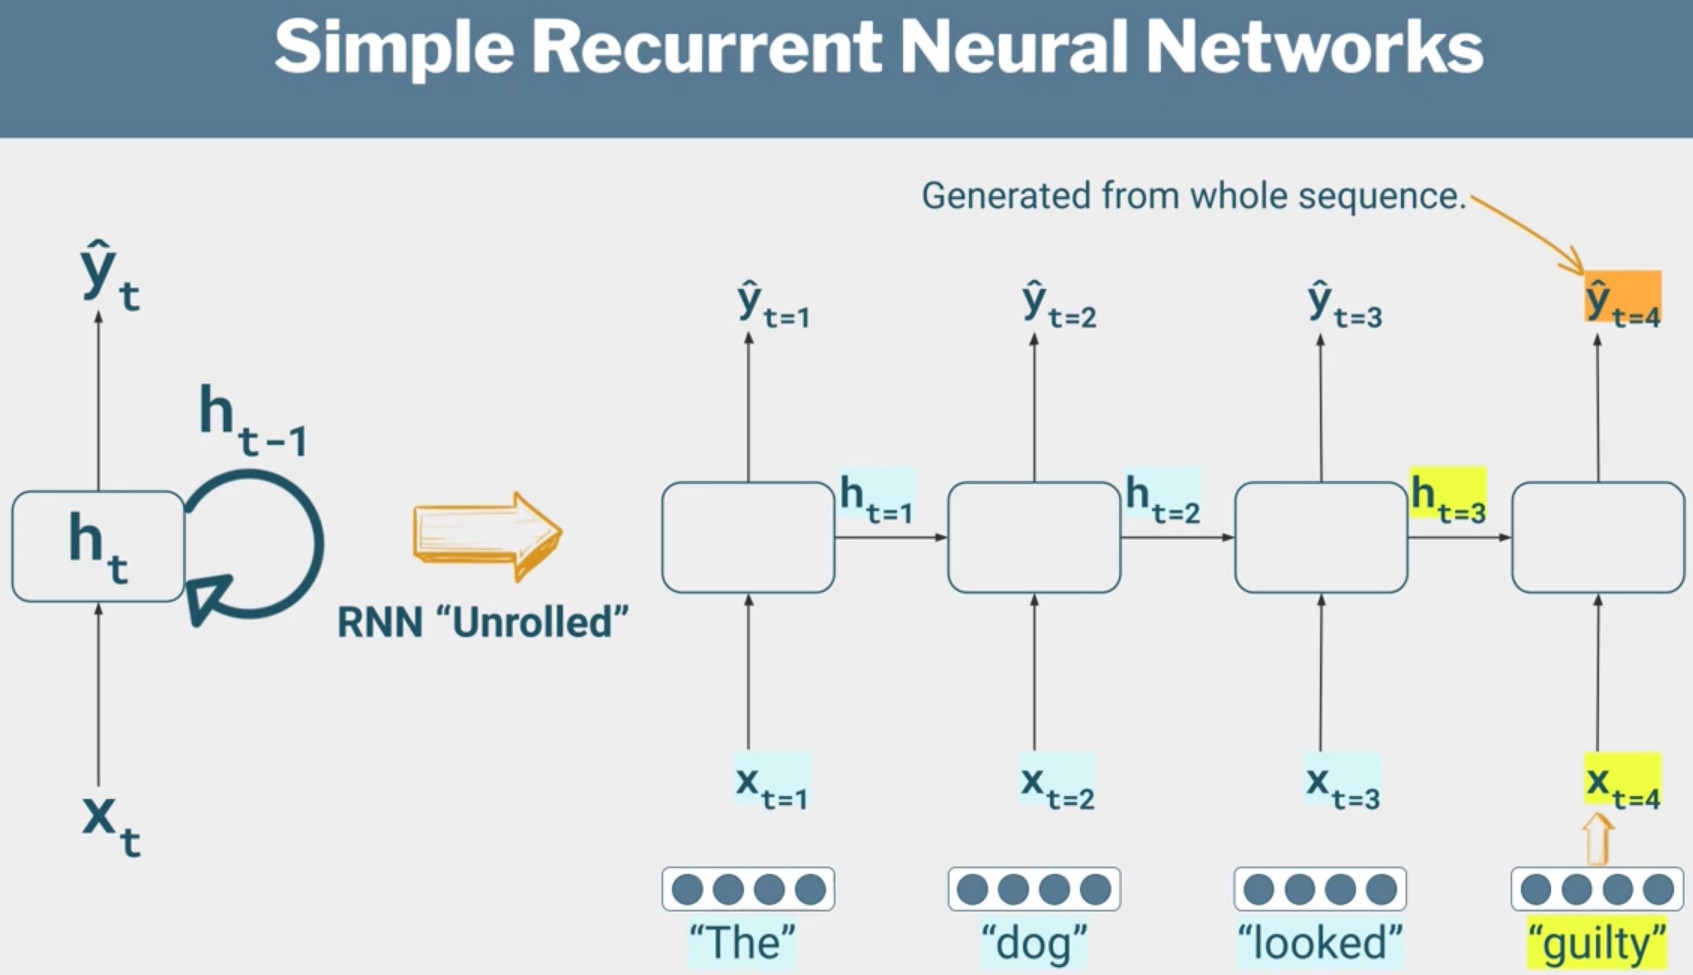 Simple Recurrent Neural Networks
Generated from whole sequence.
ŷt
ht-1
ht
xt
RNN “Unrolled”
ŷt=1 ŷt=2 ŷt=3 ŷt=4
ht=1 ht=2 ht=3
xt=1 xt=2 xt=3 xt=4
“The” “dog” “looked” “guilty”